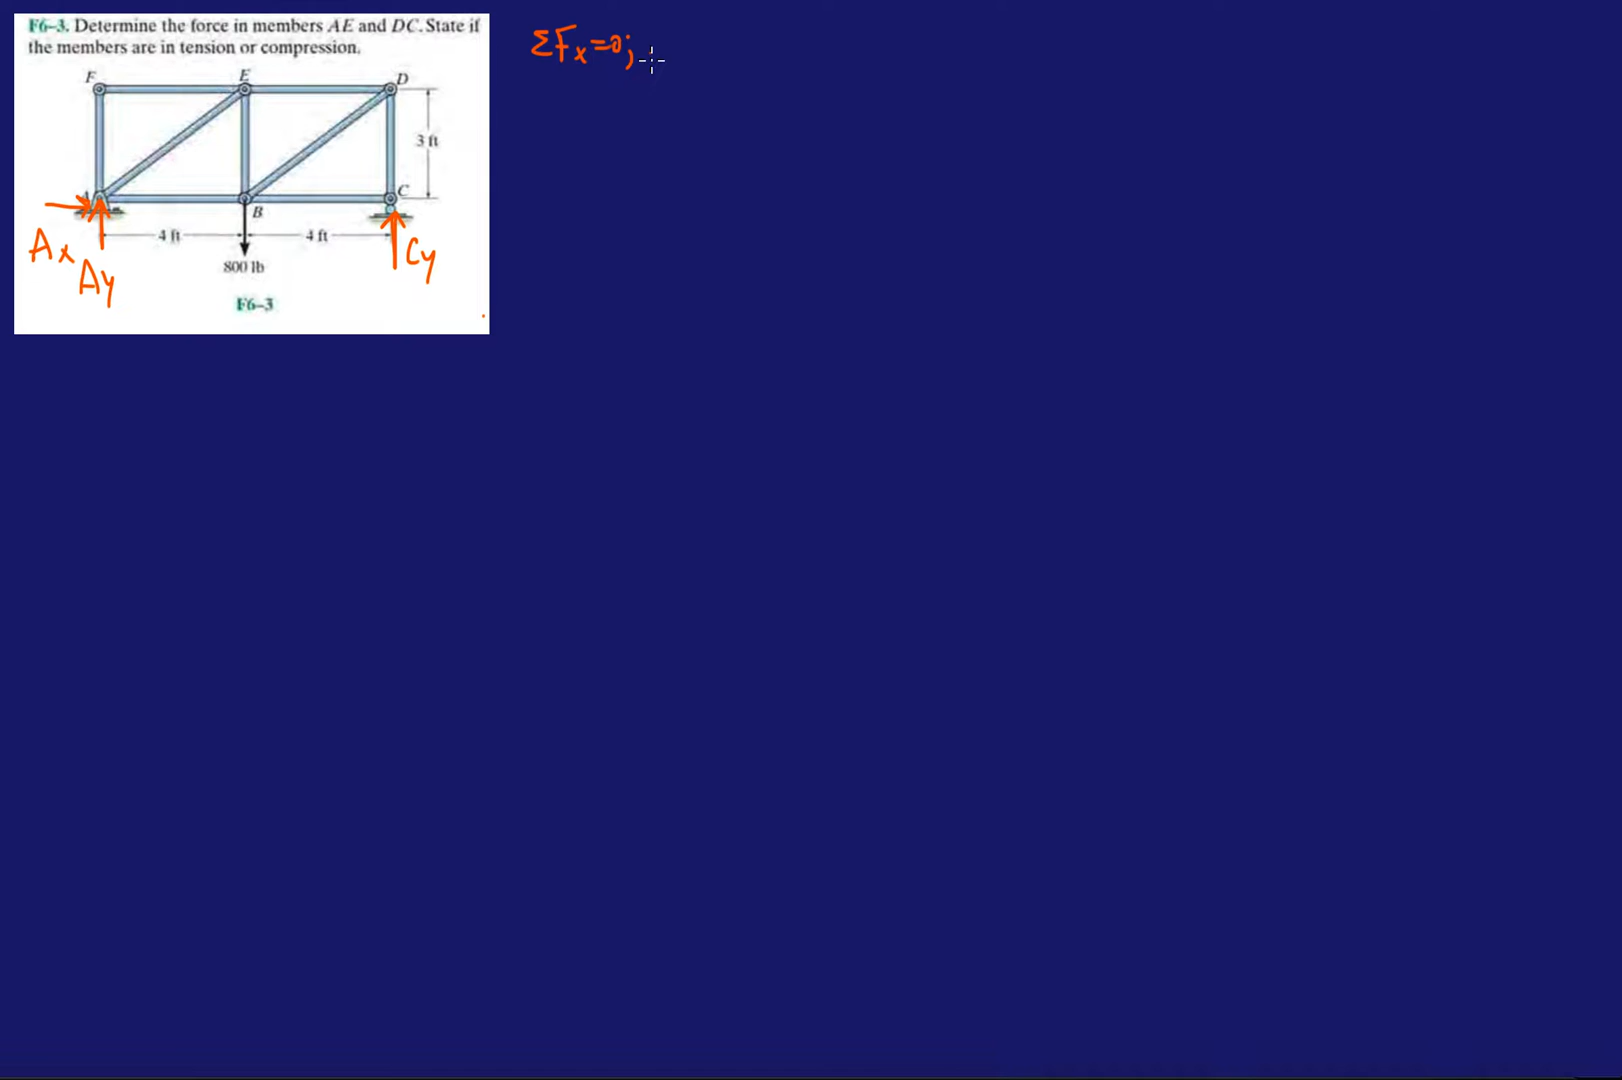 F6–3. Determine the force in members AE and DC. State if
the members are in tension or compression.
F
E
D
3 ft
A
B
C
4 ft
4 ft
800 lb
F6–3
Ax
Ay
Cy
ΣFx=0;